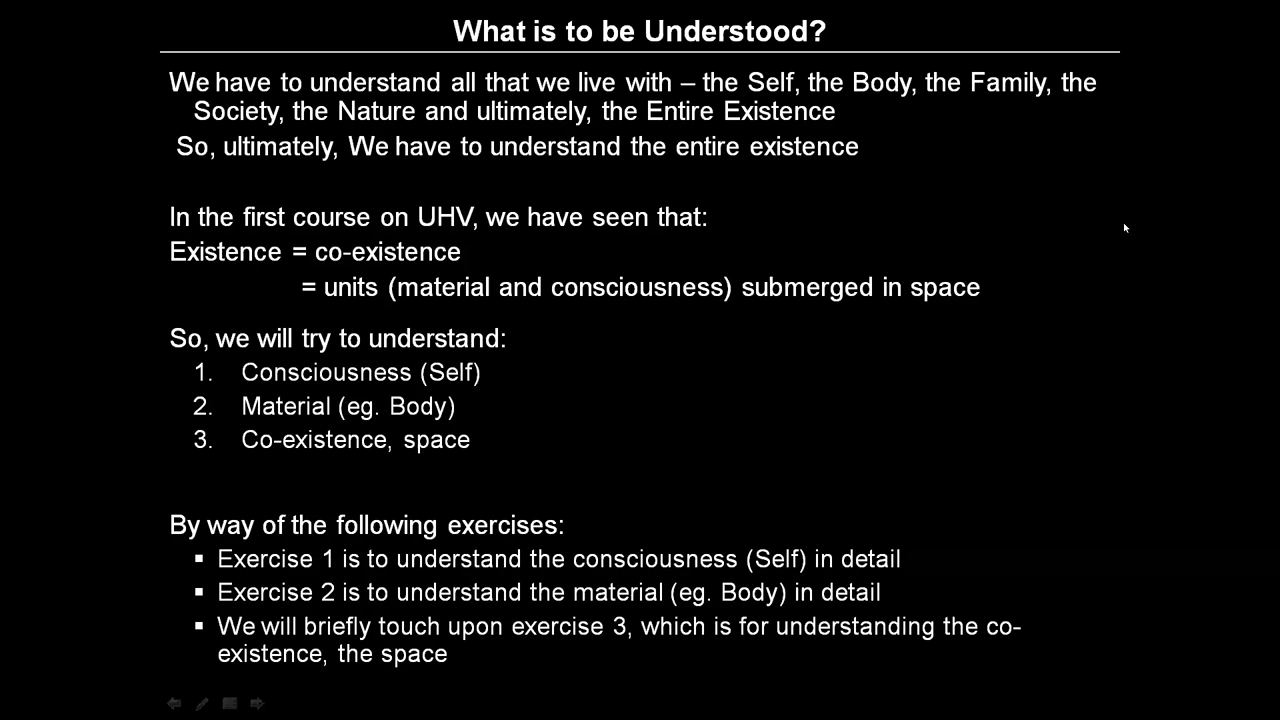 What is to be Understood?
We have to understand all that we live with – the Self, the Body, the Family, the
Society, the Nature and ultimately, the Entire Existence
So, ultimately, We have to understand the entire existence
In the first course on UHV, we have seen that:
Existence = co-existence
= units (material and consciousness) submerged in space
So, we will try to understand:
1. Consciousness (Self)
2. Material (eg. Body)
3. Co-existence, space
By way of the following exercises:
▪ Exercise 1 is to understand the consciousness (Self) in detail
▪ Exercise 2 is to understand the material (eg. Body) in detail
▪ We will briefly touch upon exercise 3, which is for understanding the co-
existence, the space